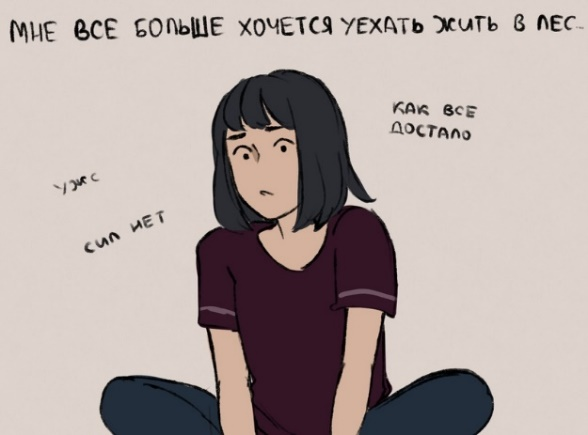 МНЕ ВСЕ БОЛЬШЕ ХОЧЕТСЯ УЕХАТЬ ЖИТЬ В ЛЕС...
КАК ВСЕ
ДОСТАЛО
УЖАС
СИЛ НЕТ